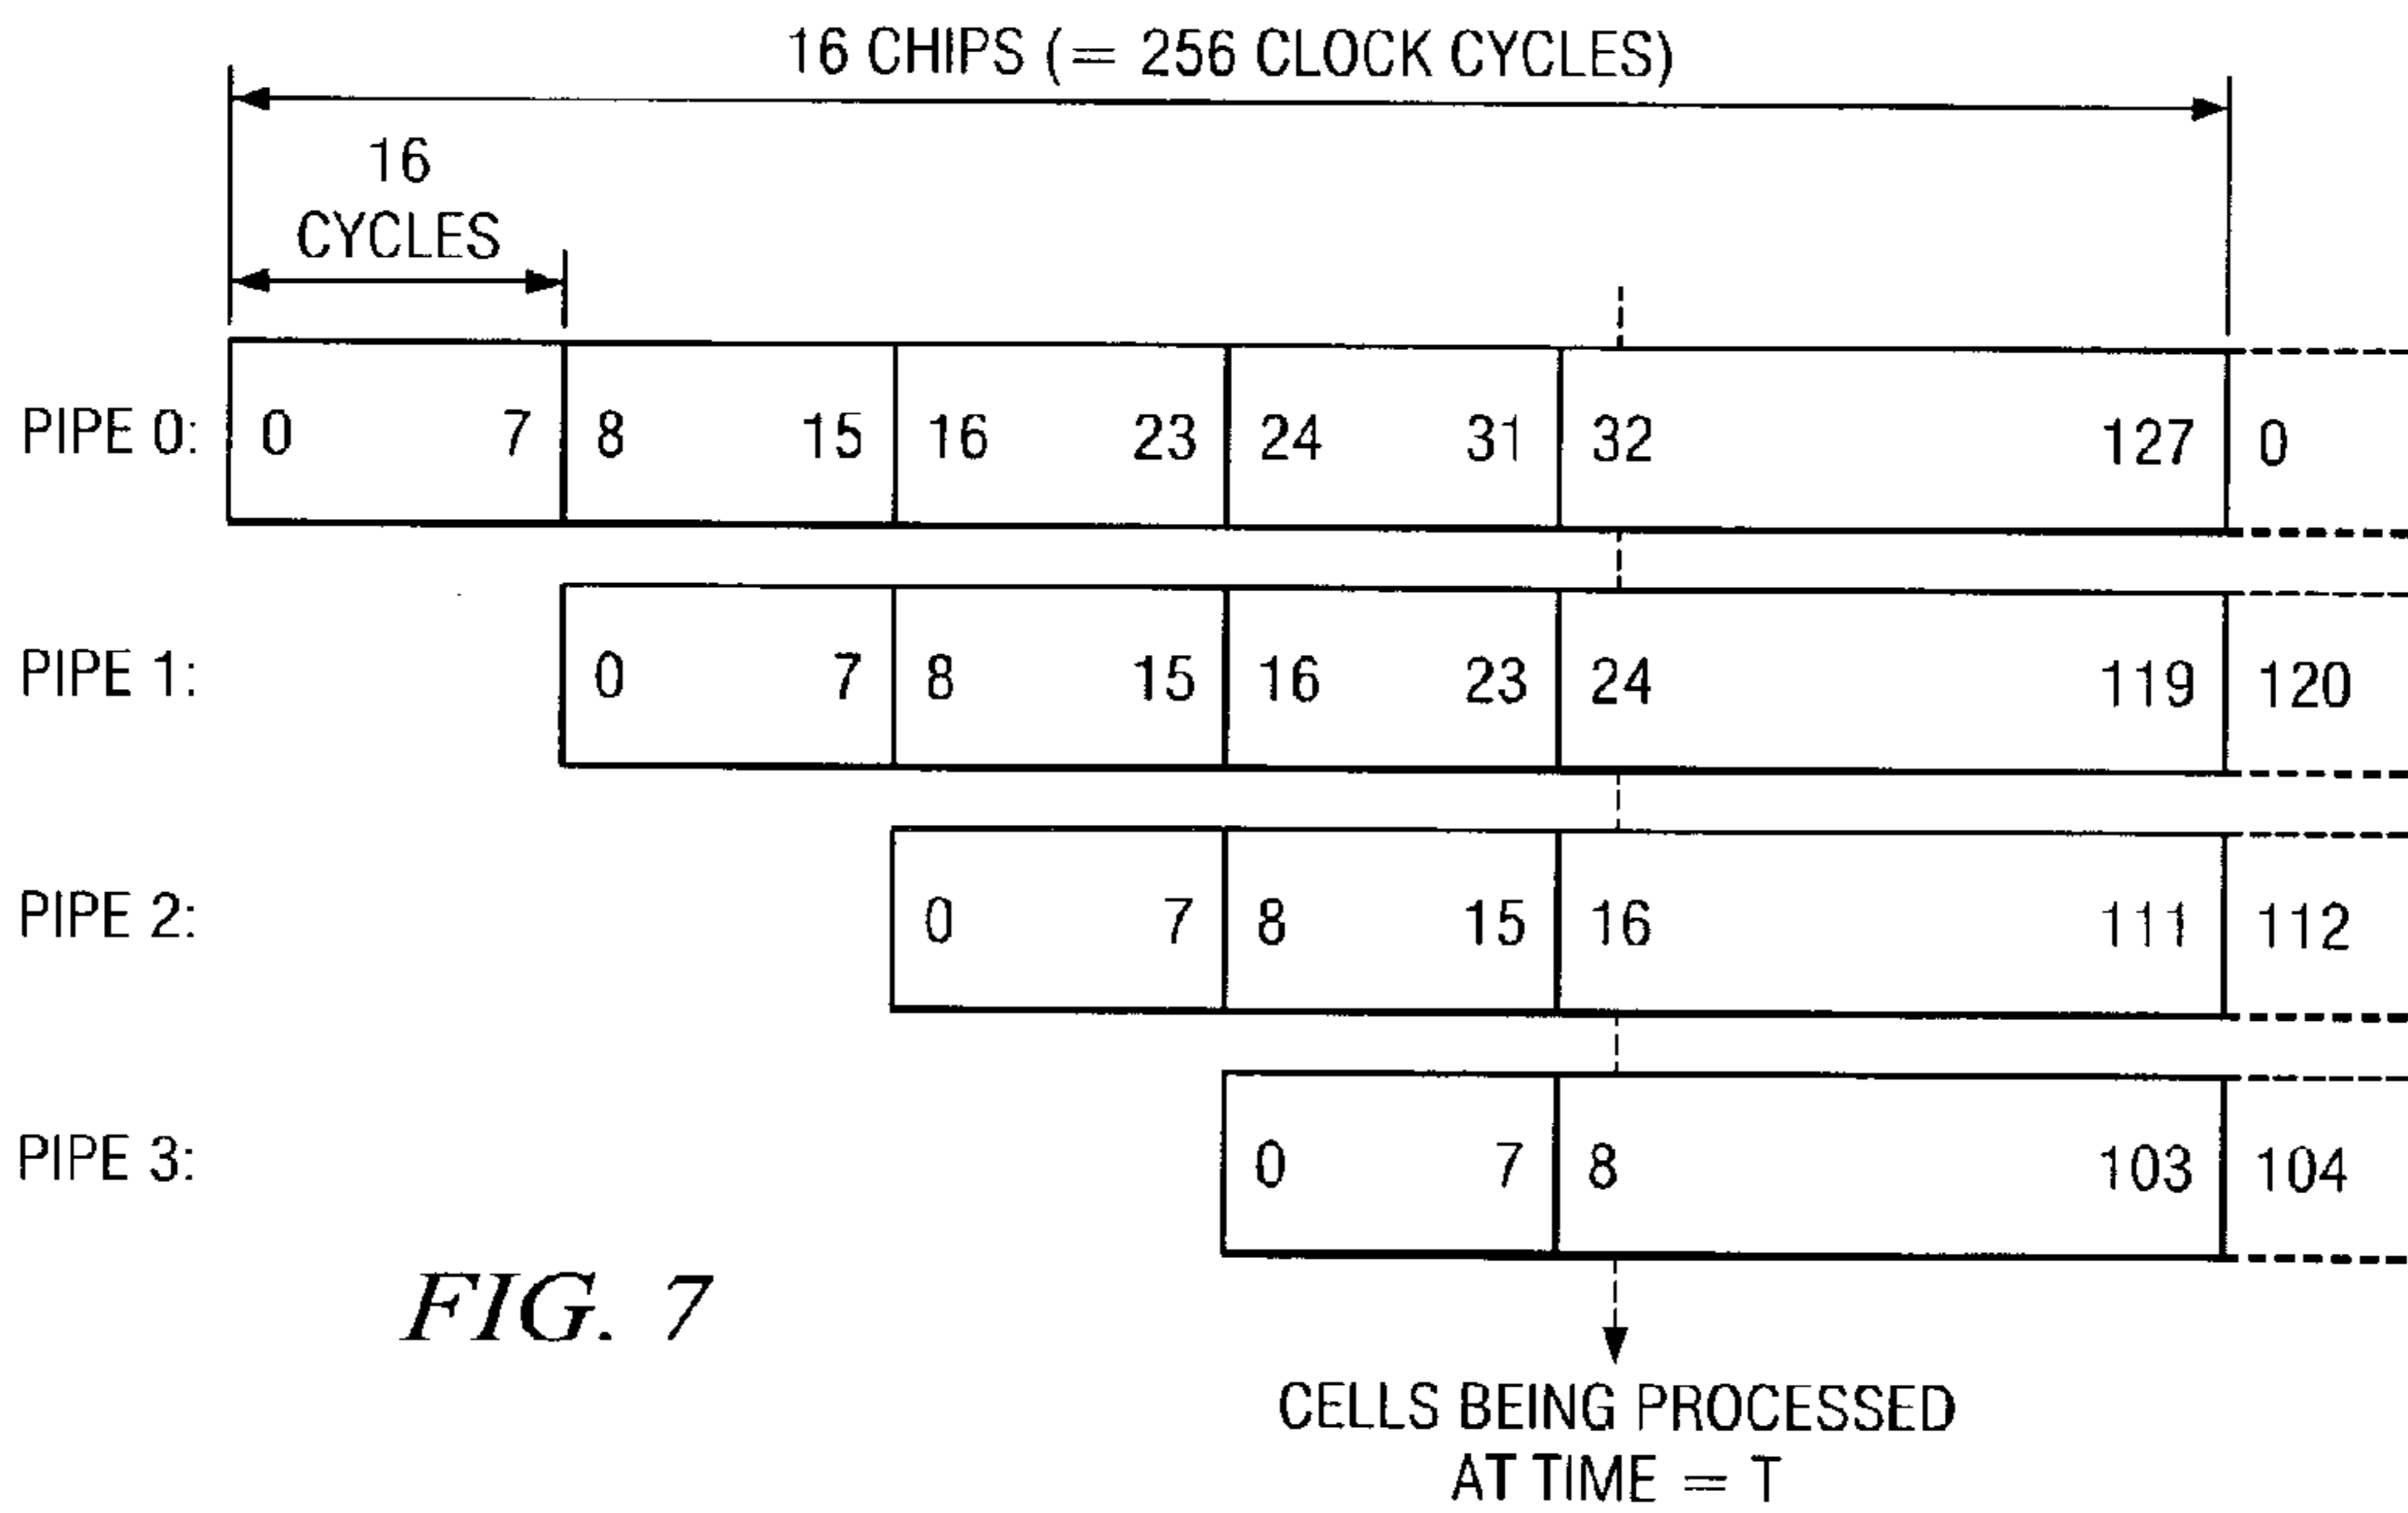 16 CHIPS (= 256 CLOCK CYCLES)
16
CYCLES
PIPE 0: 0 7 8 15 16 23 24 31 32 127 0
PIPE 1: 0 7 8 15 16 23 24 119 120
PIPE 2: 0 7 8 15 16 111 112
PIPE 3: 0 7 8 103 104
FIG. 7
CELLS BEING PROCESSED
AT TIME = T